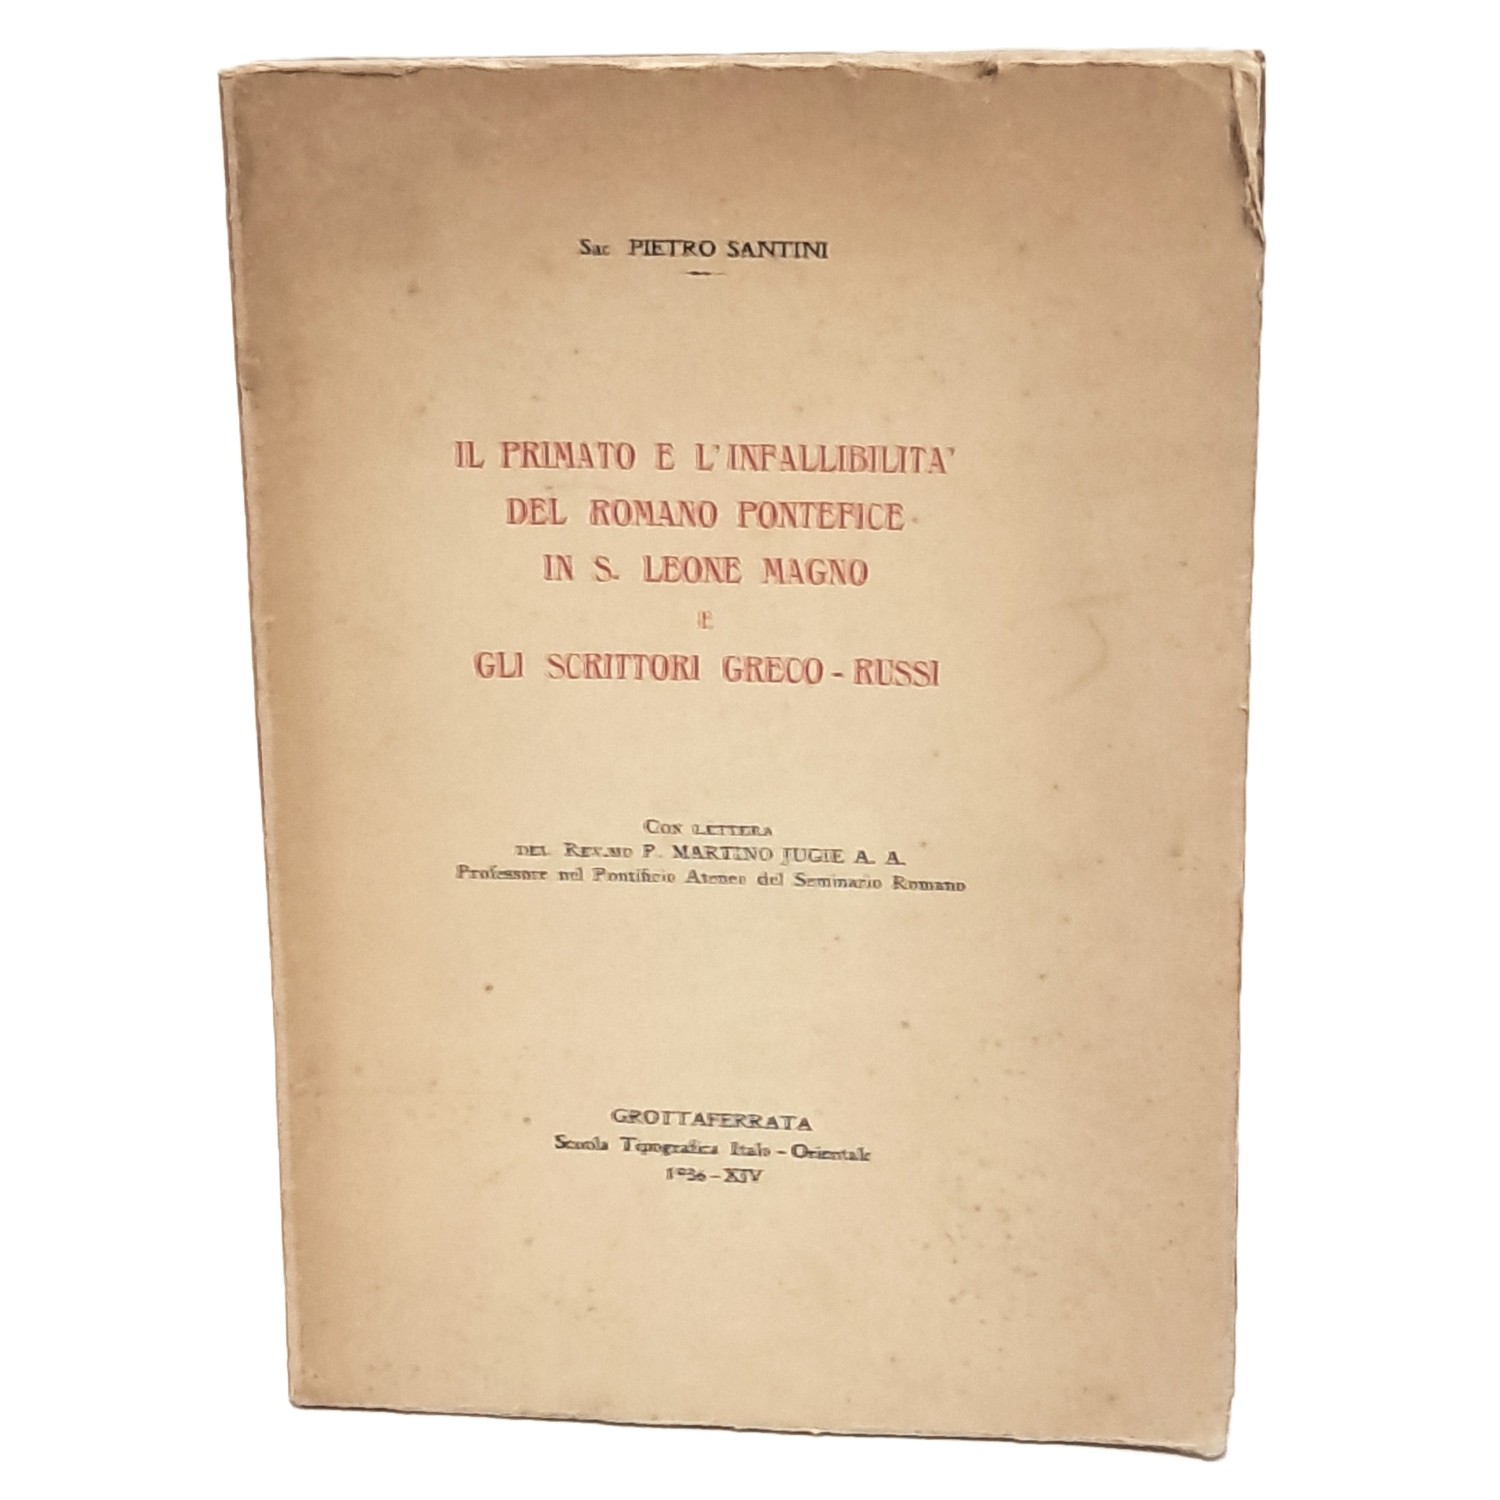 Sac PIETRO SANTINI
IL PRIMATO E L'INFALLIBILITA'
DEL ROMANO PONTEFICE
IN S. LEONE MAGNO
E
GLI SCRITTORI GRECO - RUSSI
CON LETTERA
DEL REV.MO P. MARTINO JUGIE A. A.
Professore nel Pontificio Ateneo del Seminario Romano
GROTTAFERRATA
Scuola Tipografica Italo - Orientale
1936 - XIV